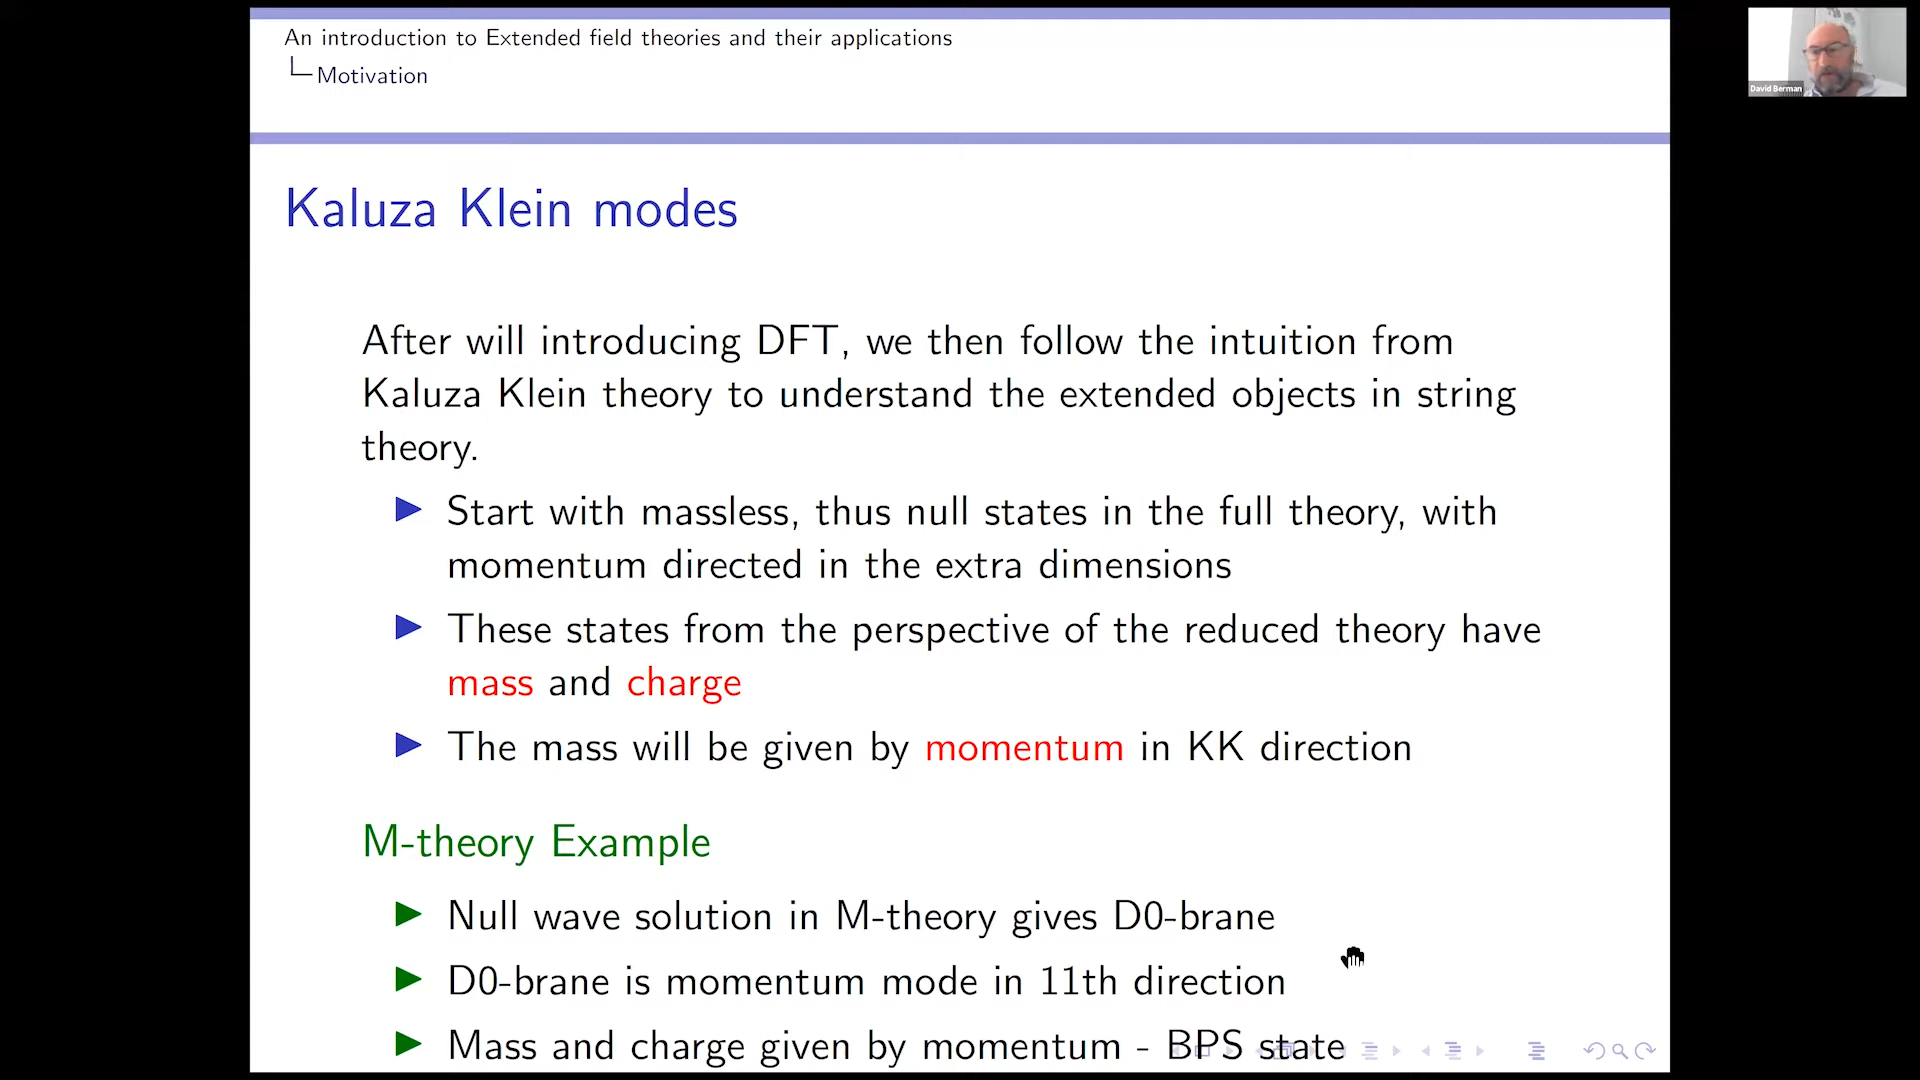 An introduction to Extended field theories and their applications
Motivation
David Berman
Kaluza Klein modes
After will introducing DFT, we then follow the intuition from
Kaluza Klein theory to understand the extended objects in string
theory.
Start with massless, thus null states in the full theory, with
momentum directed in the extra dimensions
These states from the perspective of the reduced theory have
mass and charge
The mass will be given by momentum in KK direction
M-theory Example
Null wave solution in M-theory gives D0-brane
D0-brane is momentum mode in 11th direction
Mass and charge given by momentum - BPS state